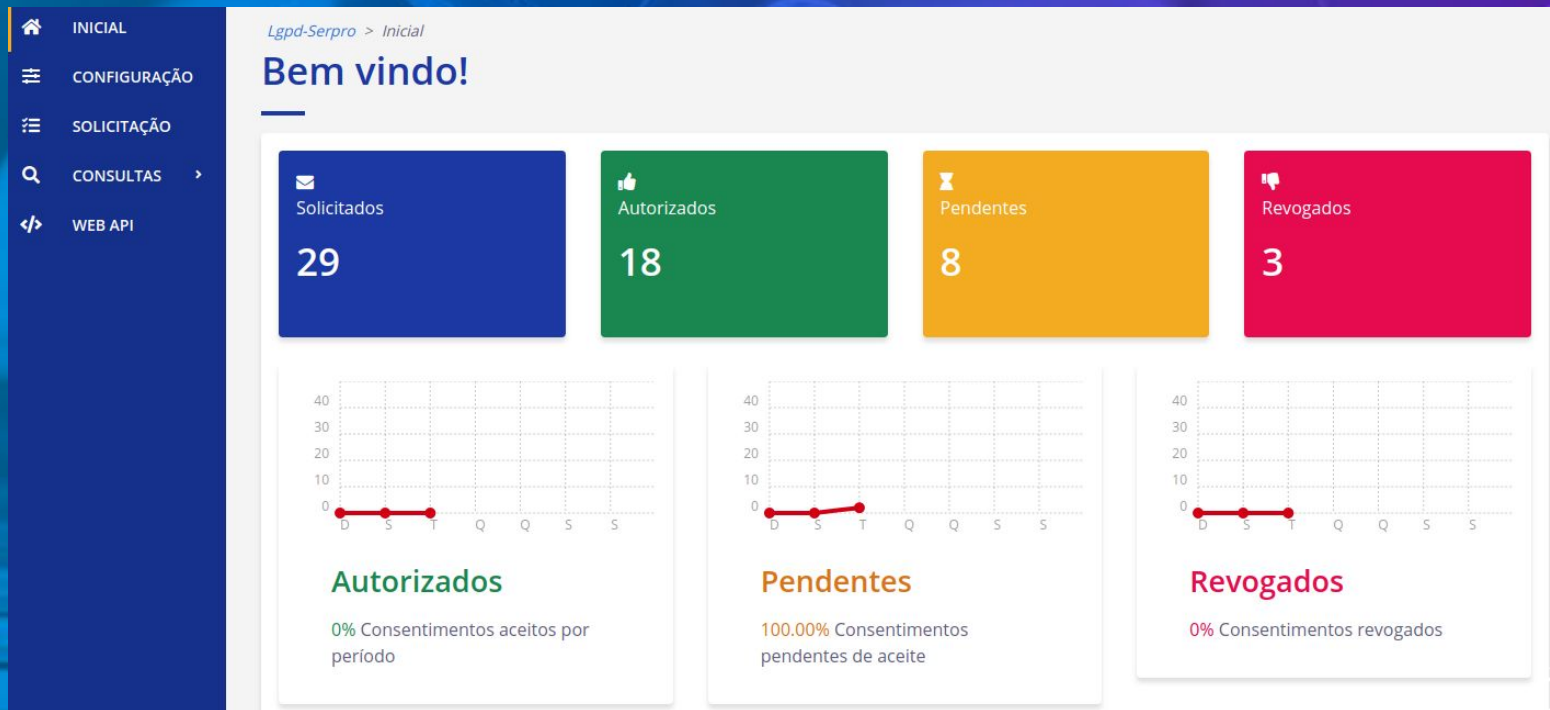 INICIAL
CONFIGURAÇÃO
SOLICITAÇÃO
CONSULTAS >
WEB API
Lgpd-Serpro > Inicial
Bem vindo!
Solicitados
29
Autorizados
18
Pendentes
8
Revogados
3
40
30
20
10
0
D S T Q Q S S
Autorizados
0% Consentimentos aceitos por
período
40
30
20
10
0
D S T Q Q S S
Pendentes
100.00% Consentimentos
pendentes de aceite
40
30
20
10
0
D S T Q Q S S
Revogados
0% Consentimentos revogados